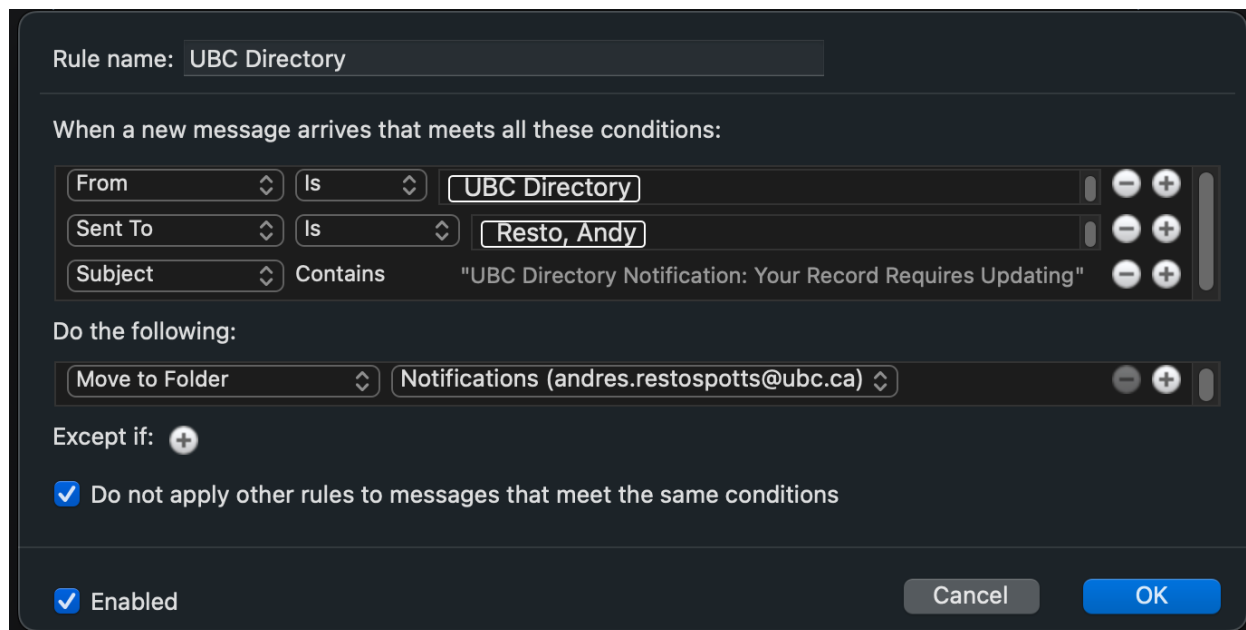 Rule name: UBC Directory
When a new message arrives that meets all these conditions:
From Is UBC Directory
Sent To Is Resto, Andy
Subject Contains "UBC Directory Notification: Your Record Requires Updating"
Do the following:
Move to Folder Notifications (andres.restospotts@ubc.ca)
Except if:
Do not apply other rules to messages that meet the same conditions
Enabled Cancel OK